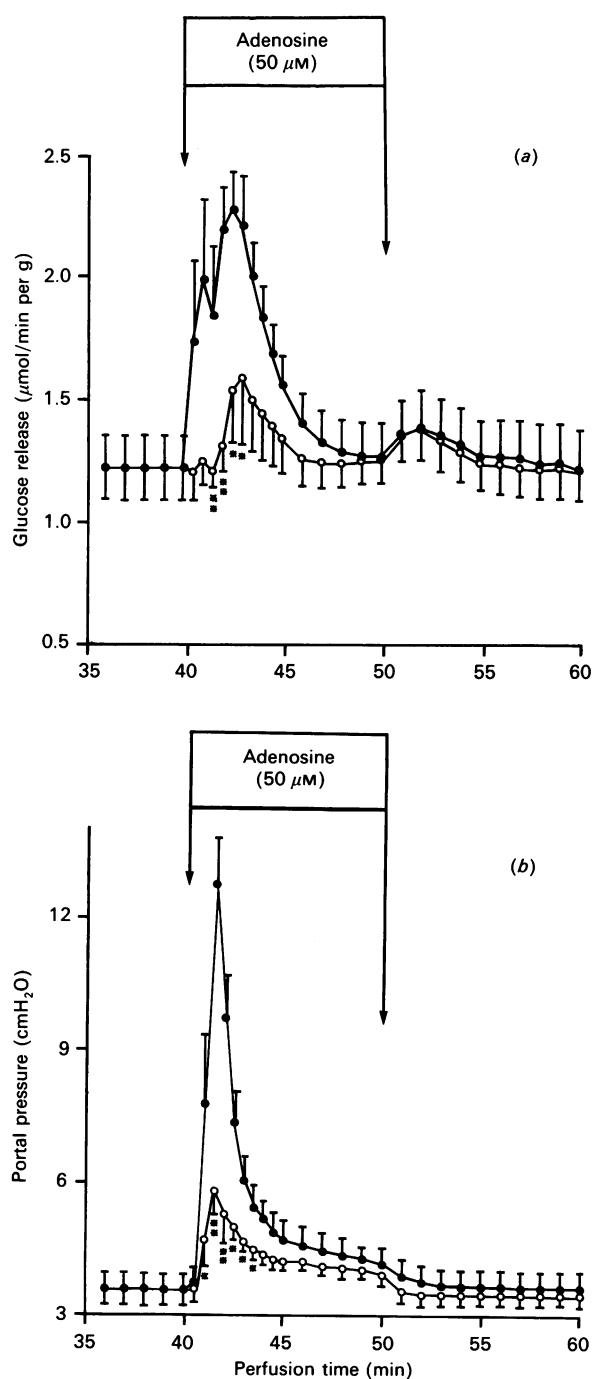 Adenosine
(50 μM)
(a)
2.5
2.0
1.5
1.0
0.5
Glucose release (μmol/min per g)
35
40
45
50
55
60
Adenosine
(50 μM)
(b)
12
9
6
3
Portal pressure (cmH₂O)
35
40
45
50
55
60
Perfusion time (min)